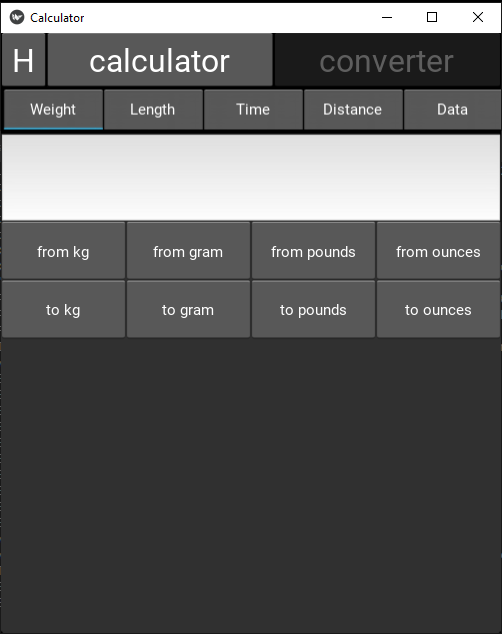 Calculator
H calculator converter
Weight Length Time Distance Data
from kg from gram from pounds from ounces
to kg to gram to pounds to ounces